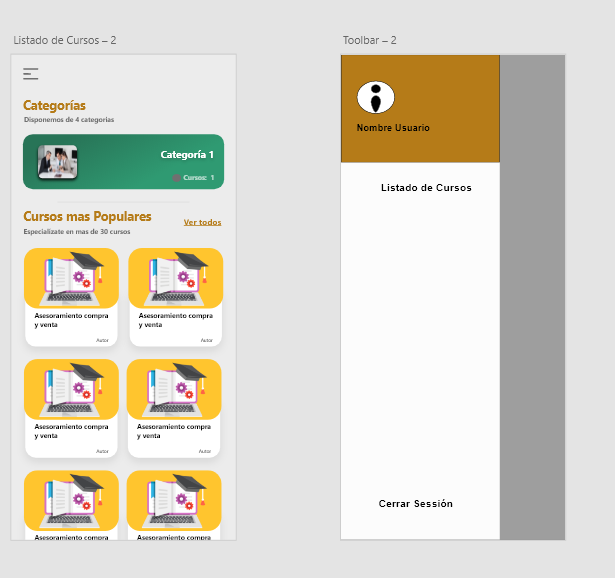 Listado de Cursos – 2
Categorías
Disponemos de 4 categorias
Categoría 1
Cursos: 1
Cursos mas Populares
Ver todos
Especializate en mas de 30 cursos
Asesoramiento compra
y venta
Autor
Asesoramiento compra
y venta
Autor
Asesoramiento compra
y venta
Autor
Asesoramiento compra
y venta
Autor
Asesoramiento compra
Asesoramiento compra
Toolbar – 2
Nombre Usuario
Listado de Cursos
Cerrar Sessión